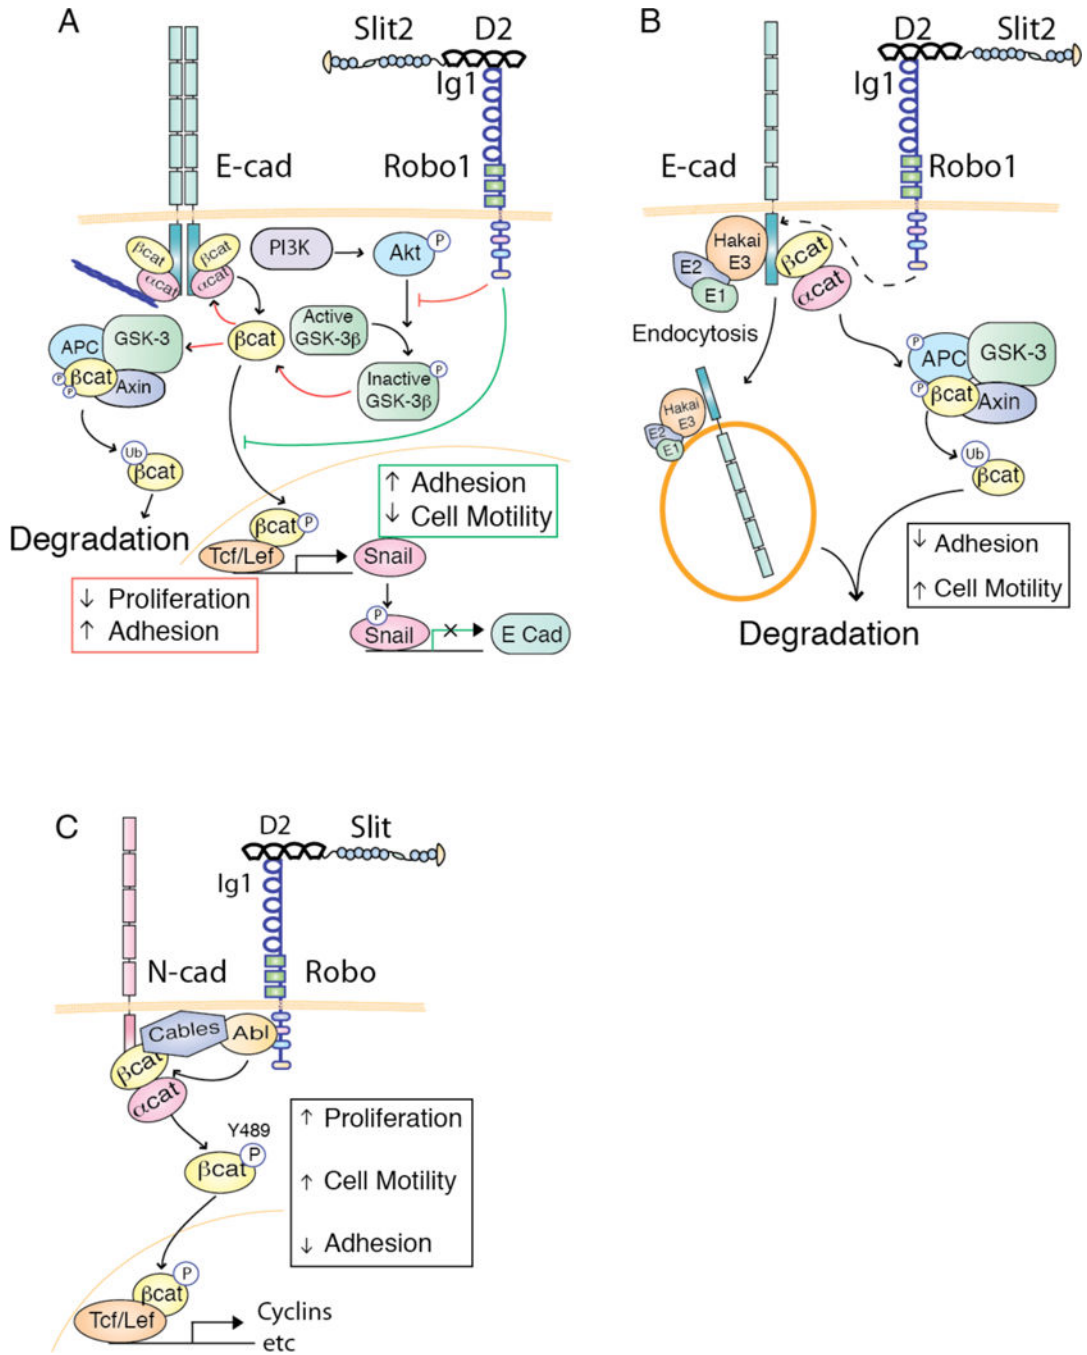 A
Slit2
D2
Ig1
E-cad
Robo1
βcat
βcat
αcat
αcat
PI3K
Akt
P
βcat
Active
GSK-3β
Inactive
GSK-3β
P
APC
GSK-3
βcat
Axin
P
P
Ub
βcat
Degradation
↓ Proliferation
↑ Adhesion
↑ Adhesion
↓ Cell Motility
βcat
P
Tcf/Lef
Snail
P
Snail
E Cad
B
D2
Slit2
Ig1
E-cad
Robo1
Hakai
E3
E2
E1
βcat
αcat
Endocytosis
Hakai
E3
E2
E1
P
APC
GSK-3
P
βcat
Axin
Ub
βcat
↓ Adhesion
↑ Cell Motility
Degradation
C
D2
Slit
Ig1
N-cad
Robo
Cables
Abl
βcat
αcat
Y489
P
βcat
↑ Proliferation
↑ Cell Motility
↓ Adhesion
P
βcat
Tcf/Lef
Cyclins
etc